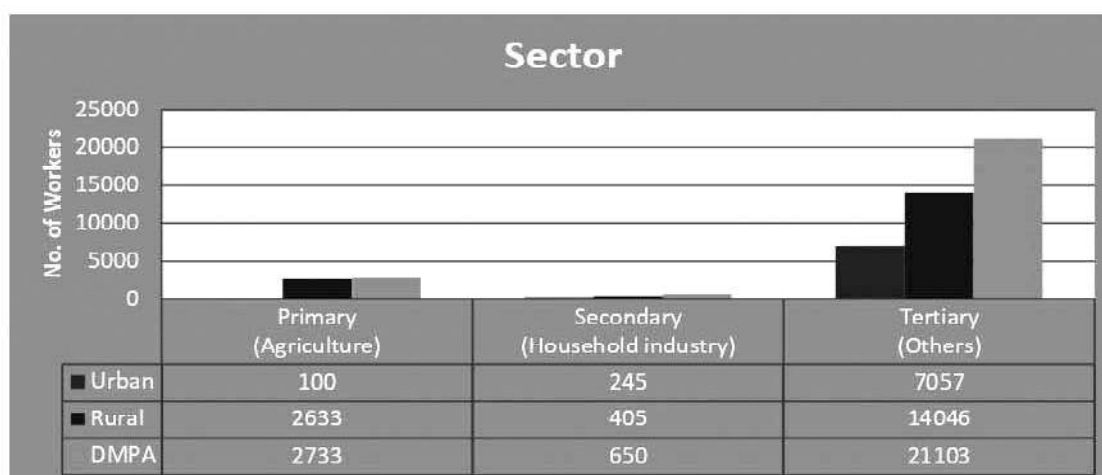 Sector
No. of Workers
25000
20000
15000
10000
5000
0
Primary
(Agriculture)
Secondary
(Household industry)
Tertiary
(Others)
Urban 100 245 7057
Rural 2633 405 14046
DMPA 2733 650 21103